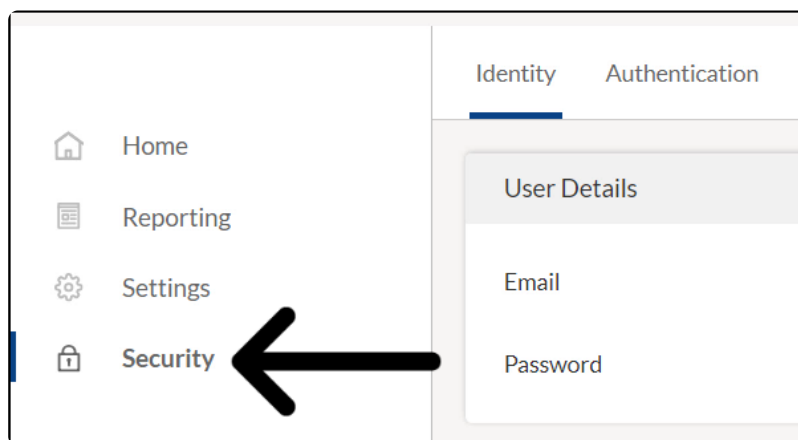 Identity Authentication
Home
Reporting
Settings
Security
User Details
Email
Password